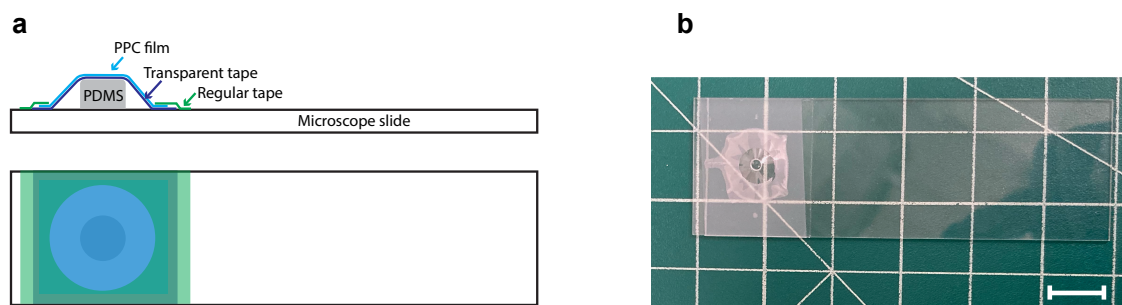 a
PPC film
Transparent tape
PDMS
Regular tape
Microscope slide
b